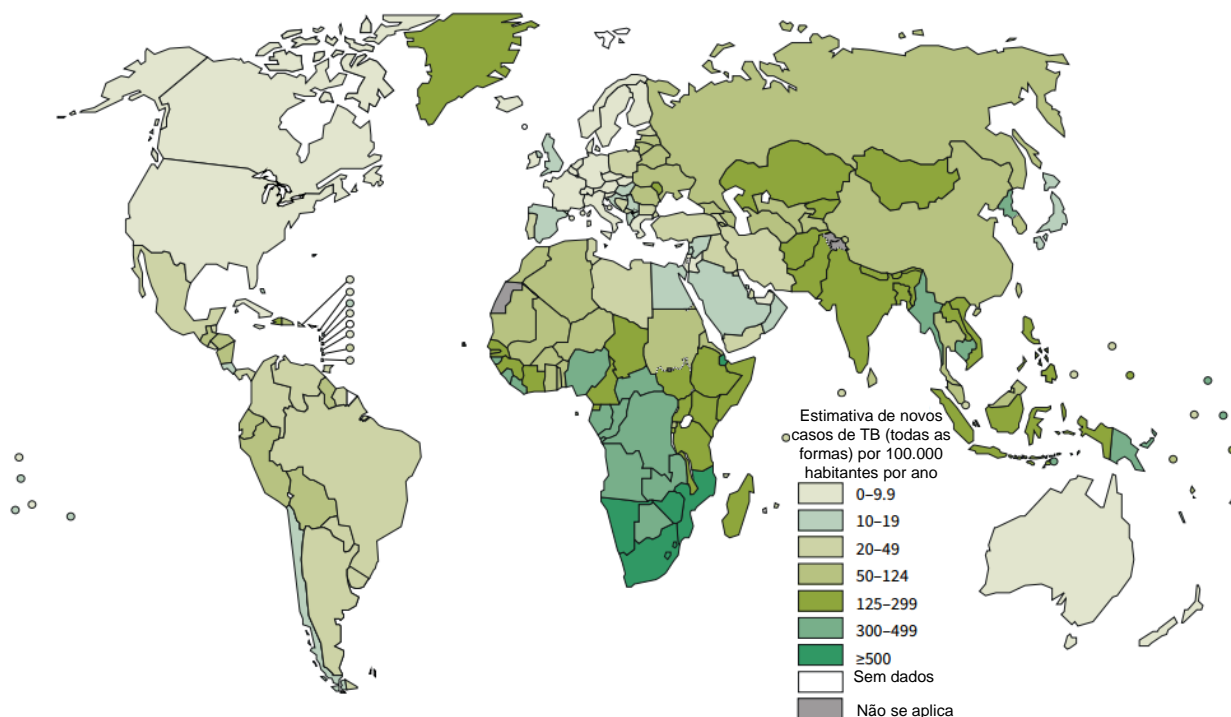 Estimativa de novos
casos de TB (todas as
formas) por 100.000
habitantes por ano
0–9.9
10–19
20–49
50–124
125–299
300–499
≥500
Sem dados
Não se aplica